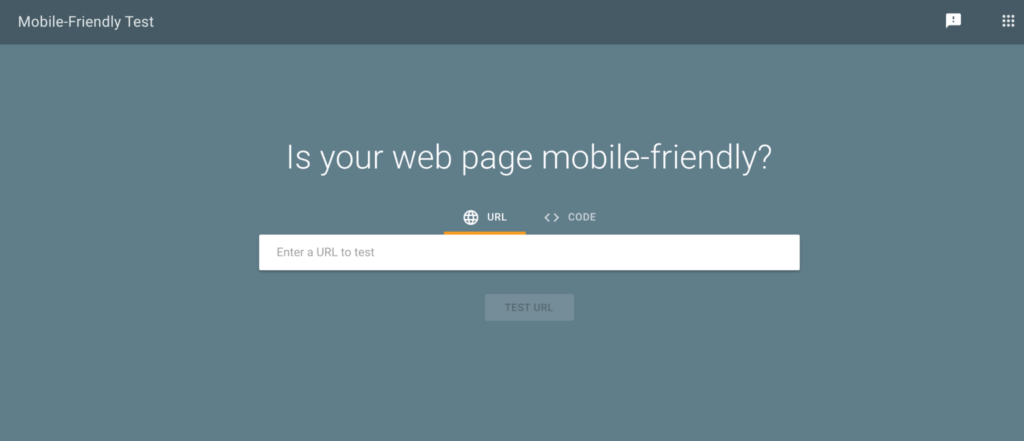 Mobile-Friendly Test
Is your web page mobile-friendly?
URL CODE
Enter a URL to test
TEST URL